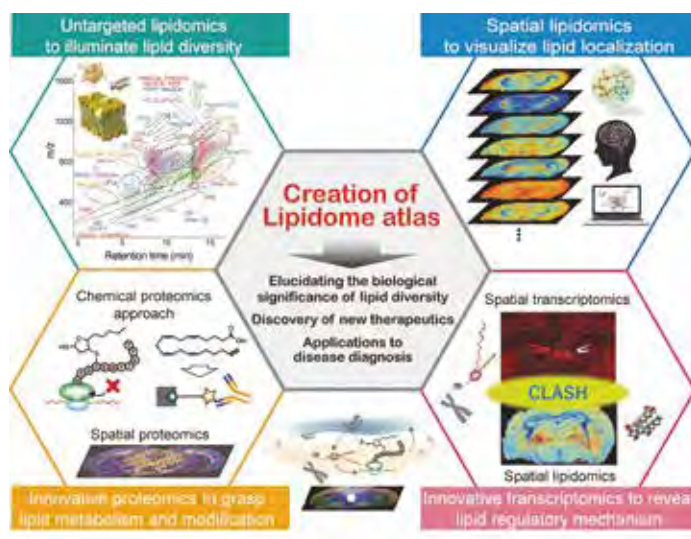 Untargeted lipidomics
to illuminate lipid diversity
Spatial lipidomics
to visualize lipid localization
m/z
Retention time (min)
Creation of
Lipidome atlas
Elucidating the biological
significance of lipid diversity
Discovery of new therapeutics
Applications to
disease diagnosis
Chemical proteomics
approach
Spatial proteomics
Spatial transcriptomics
CLASH
Spatial lipidomics
Innovative proteomics to grasp
lipid metabolism and modification
Innovative transcriptomics to reveal
lipid regulatory mechanism